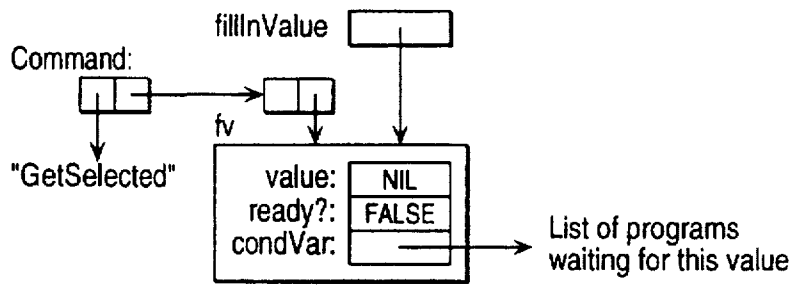 fillInValue
Command:
fv
"GetSelected"
value: NIL
ready?: FALSE
condVar:
List of programs
waiting for this value